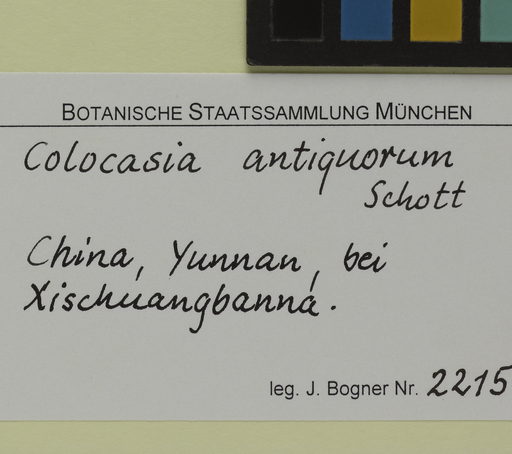 BOTANISCHE STAATSSAMMLUNG MÜNCHEN
Colocasia antiquorum
Schott
China, Yunnan, bei
Xischuangbanna.
leg. J. Bogner Nr. 2215